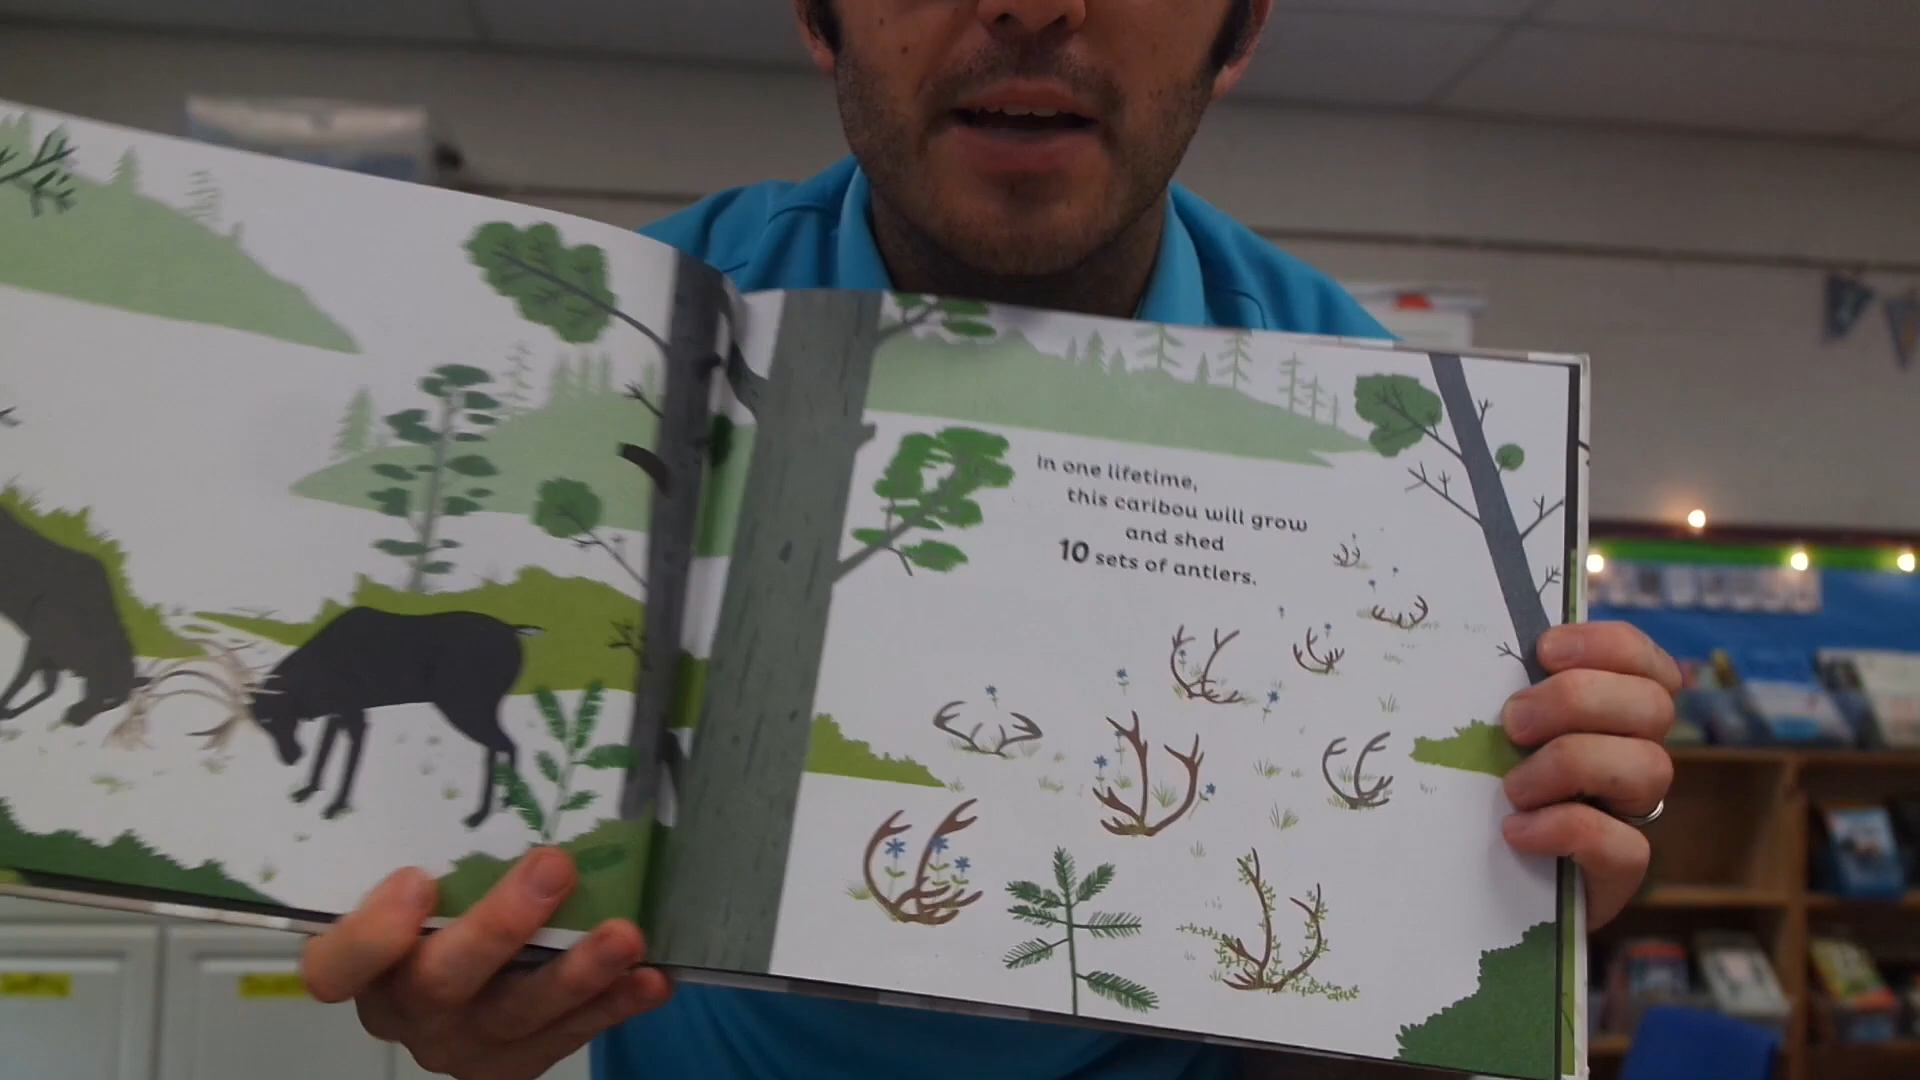 In one lifetime,
this caribou will grow
and shed
10 sets of antlers.